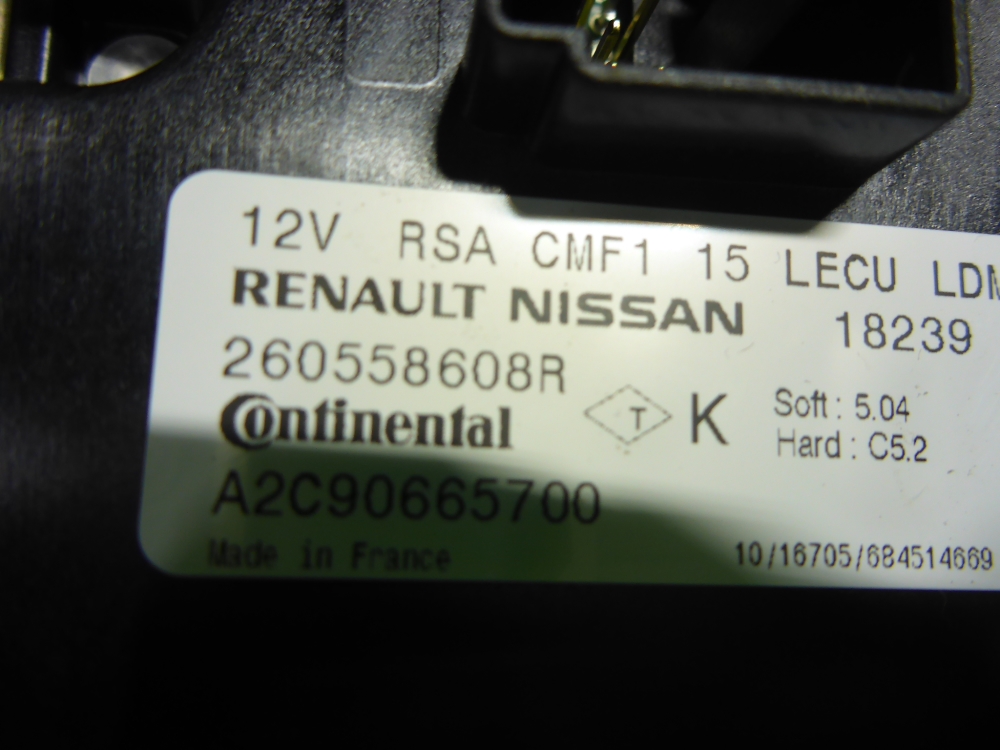 12V RSA CMF1 15 LECU
RENAULT NISSAN 18239
260558608R
Continental T K Soft : 5.04
Hard : C5.2
A2C90665700
Made in France 10/16705/684514669